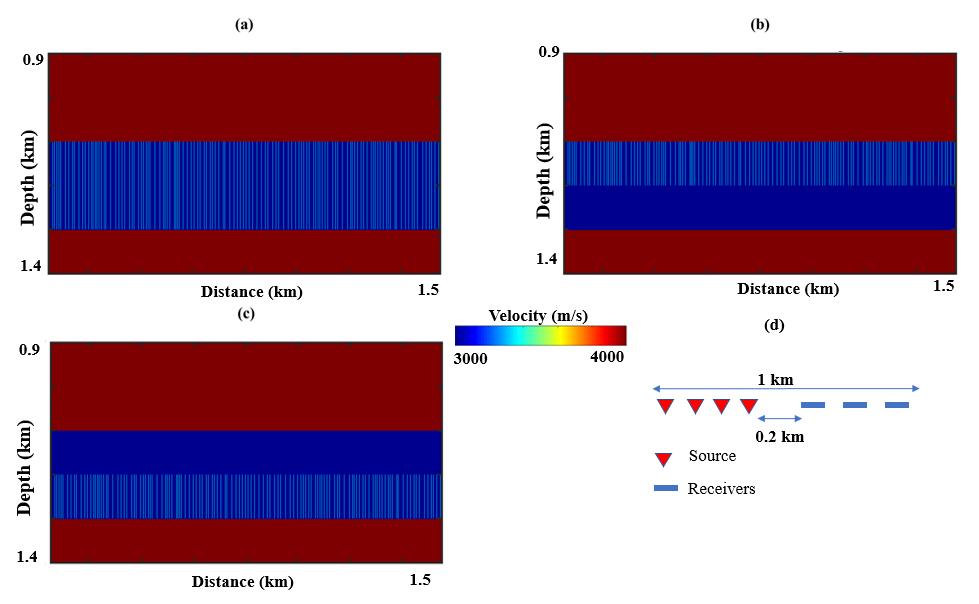 (a)
0.9
Depth (km)
1.4
Distance (km)
1.5
(b)
0.9
Depth (km)
1.4
Distance (km)
1.5
(c)
0.9
Depth (km)
1.4
Distance (km)
1.5
Velocity (m/s)
3000 4000
(d)
1 km
0.2 km
Source
Receivers